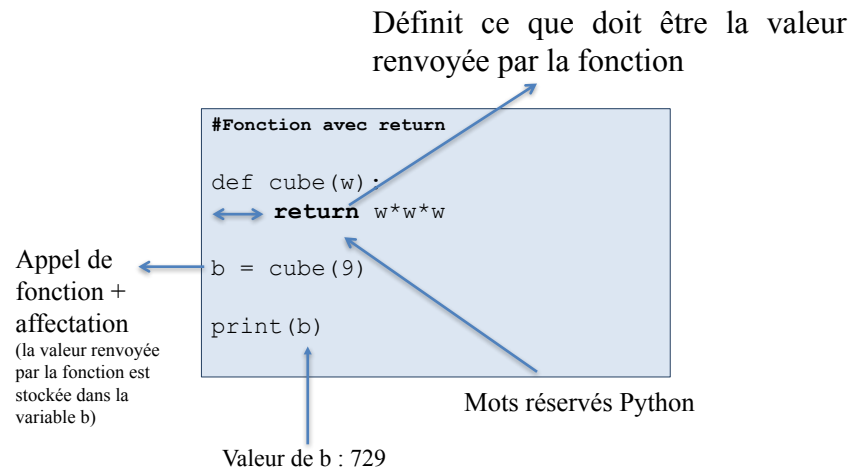 Définit ce que doit être la valeur
renvoyée par la fonction
#Fonction avec return
def cube(w):
return w*w*w
b = cube(9)
print(b)
Appel de
fonction +
affectation
(la valeur renvoyée
par la fonction est
stockée dans la
variable b)
Mots réservés Python
Valeur de b : 729